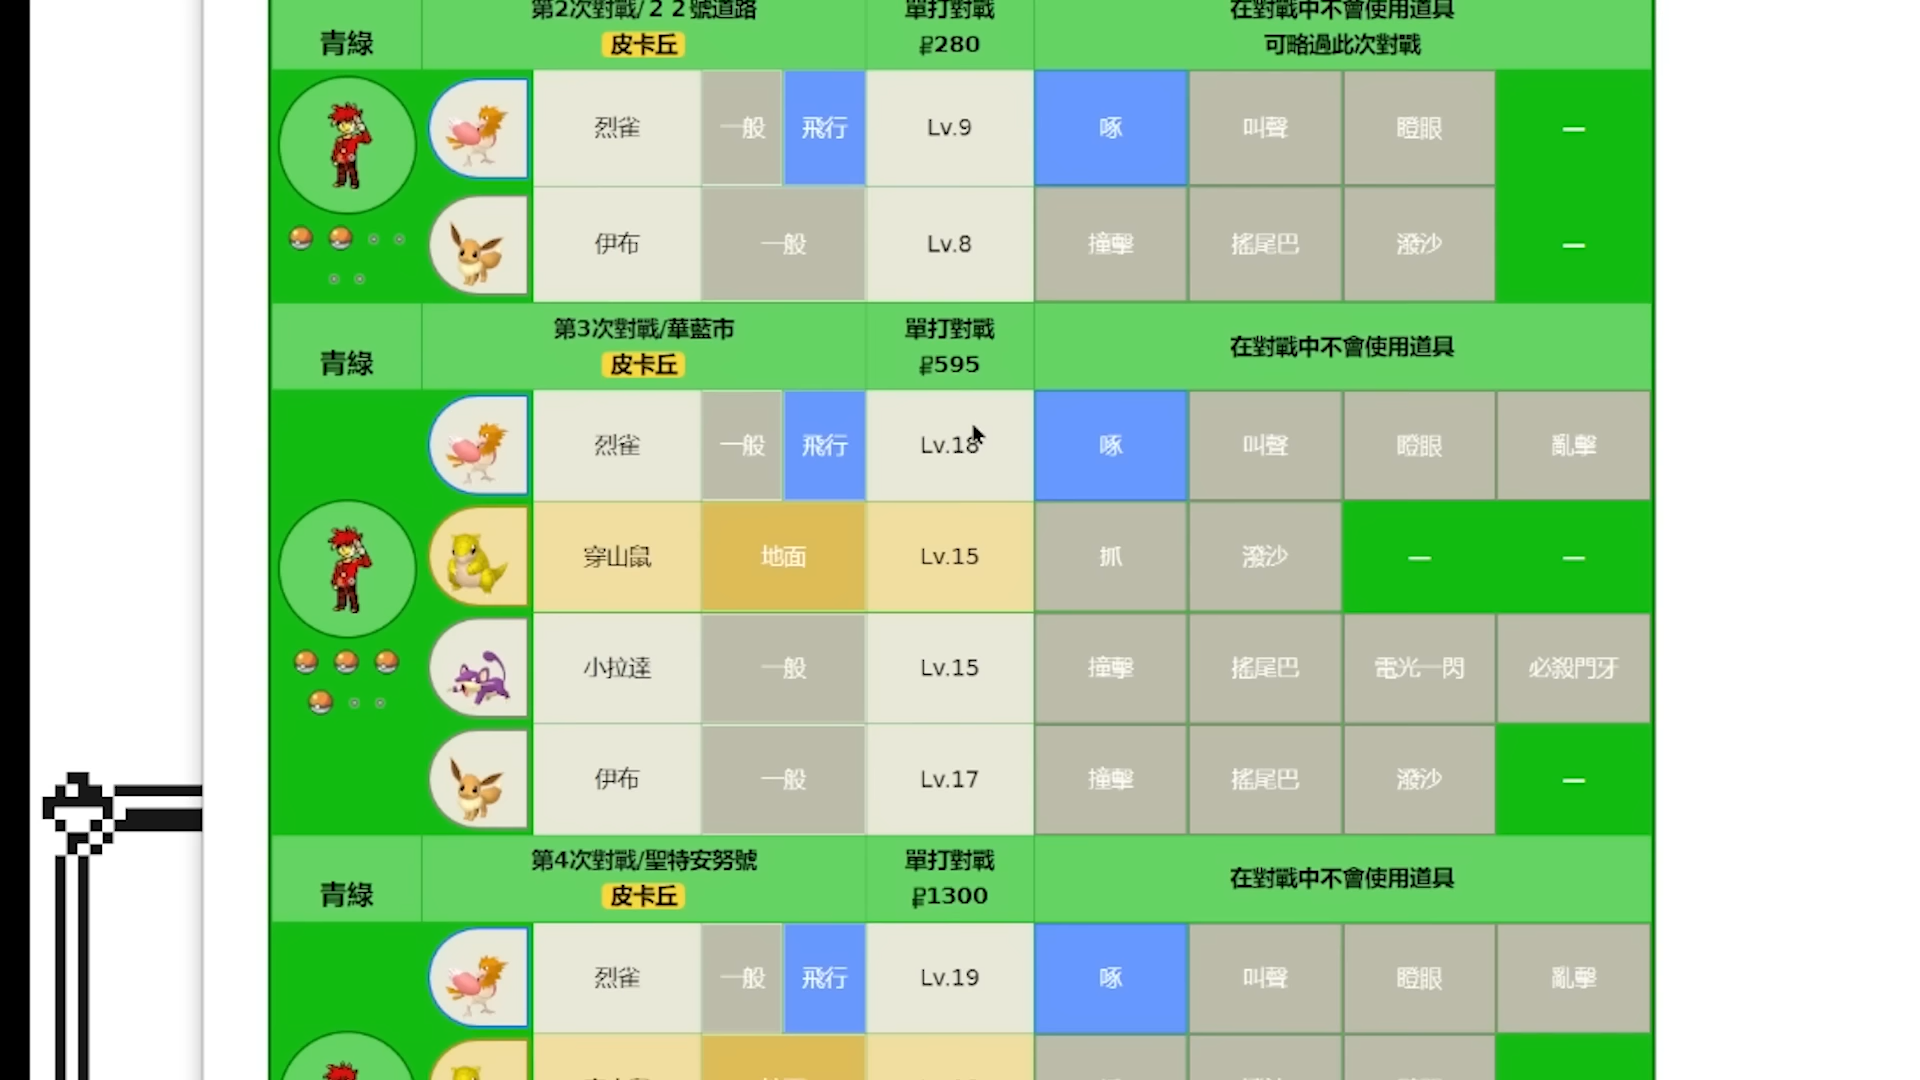 第2次對戰/２２號道路
單打對戰
在對戰中不會使用道具
青綠
皮卡丘
₽280
可略過此次對戰
烈雀
一般
飛行
Lv.9
啄
叫聲
瞪眼
—
伊布
一般
Lv.8
撞擊
搖尾巴
潑沙
—
第3次對戰/華藍市
單打對戰
在對戰中不會使用道具
青綠
皮卡丘
₽595
烈雀
一般
飛行
Lv.18
啄
叫聲
瞪眼
亂擊
穿山鼠
地面
Lv.15
抓
潑沙
—
—
小拉達
一般
Lv.15
撞擊
搖尾巴
電光一閃
必殺門牙
伊布
一般
Lv.17
撞擊
搖尾巴
潑沙
—
第4次對戰/聖特安努號
單打對戰
在對戰中不會使用道具
青綠
皮卡丘
₽1300
烈雀
一般
飛行
Lv.19
啄
叫聲
瞪眼
亂擊